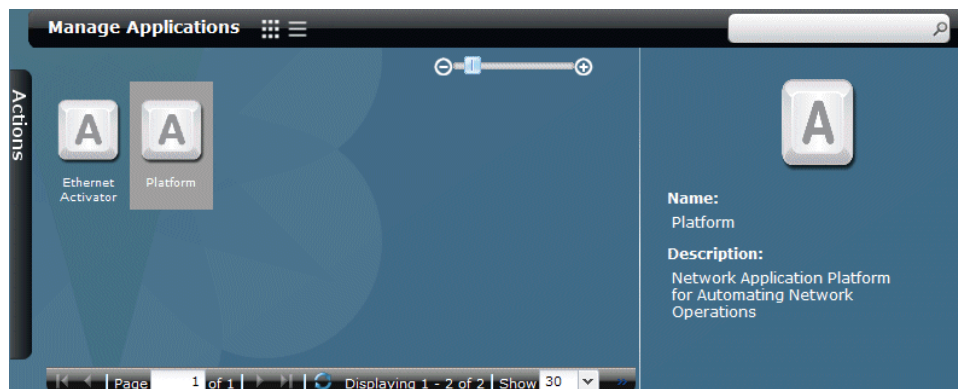 Manage Applications
Actions
A
Ethernet
Activator
A
Platform
A
Name:
Platform
Description:
Network Application Platform
for Automating Network
Operations
Page 1 of 1 Displaying 1 - 2 of 2 Show 30